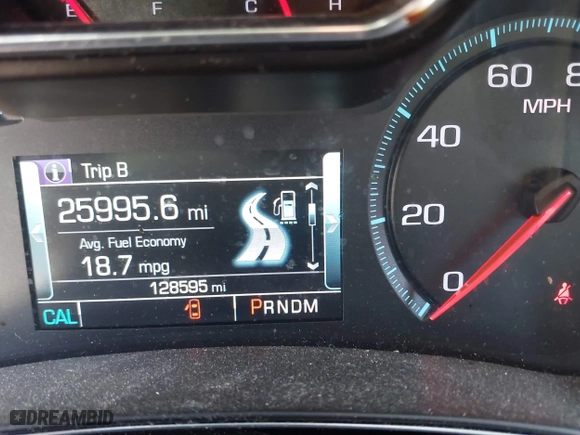 E F C H
60 80
MPH
40
20
0
i Trip B
25995.6 mi
Avg. Fuel Economy
18.7 mpg
128595 mi
CAL PRNDM
DREAMBID